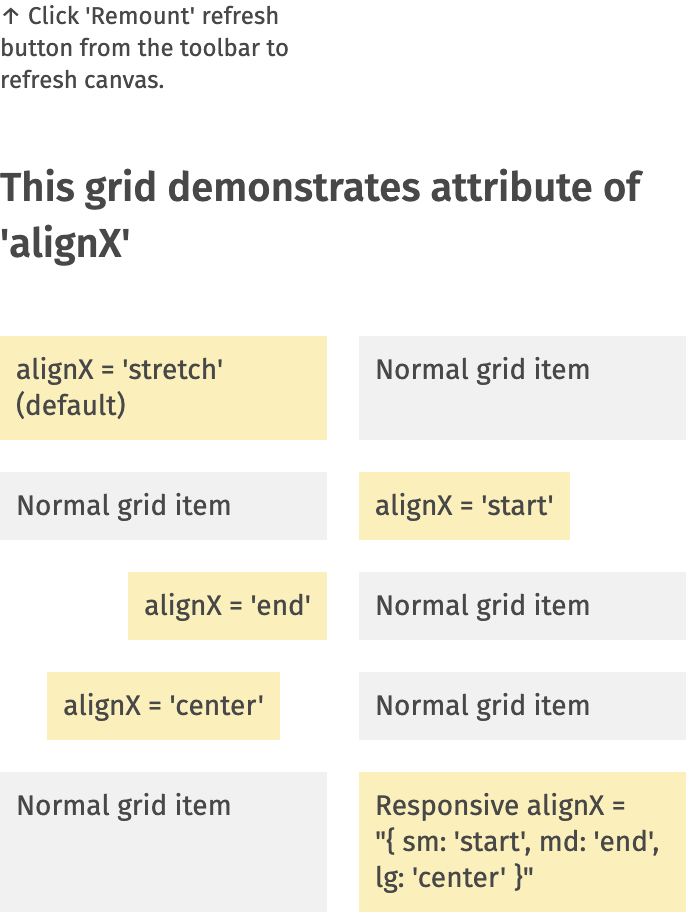 ↑ Click 'Remount' refresh
button from the toolbar to
refresh canvas.
This grid demonstrates attribute of
'alignX'
alignX = 'stretch'
(default)
Normal grid item
Normal grid item
alignX = 'start'
alignX = 'end'
Normal grid item
alignX = 'center'
Normal grid item
Normal grid item
Responsive alignX =
"{ sm: 'start', md: 'end',
lg: 'center' }"